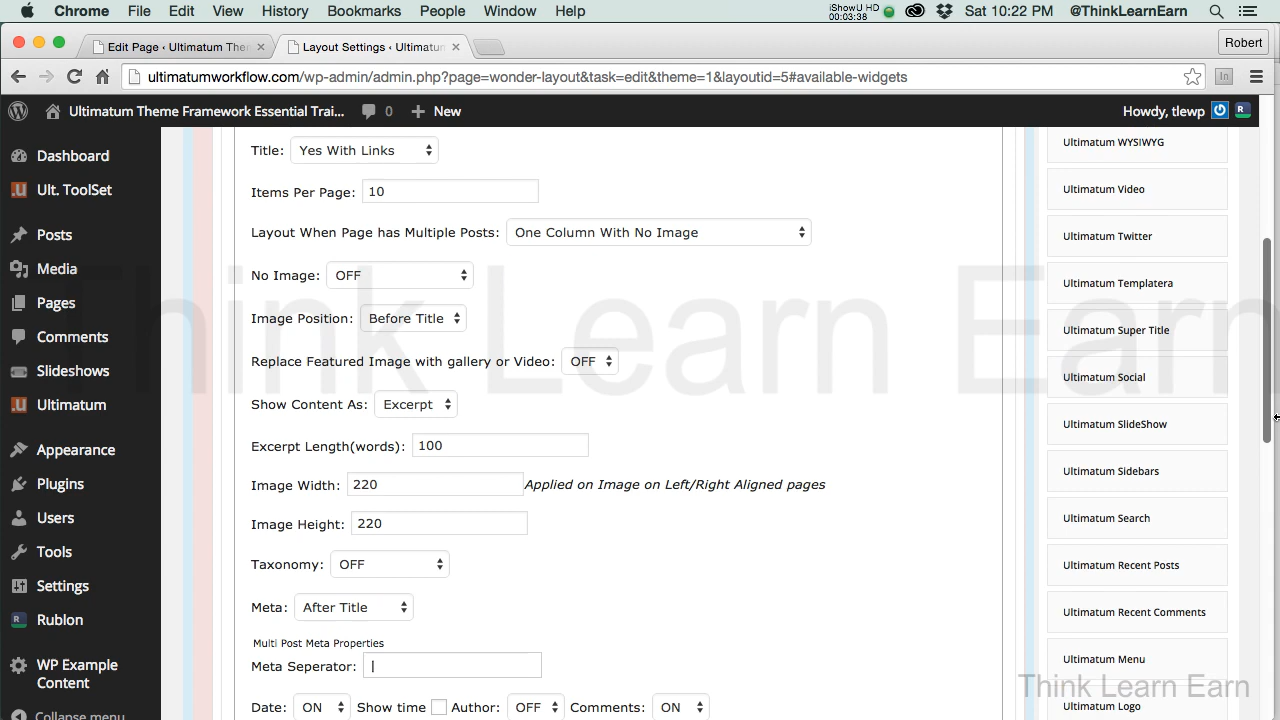 Chrome File Edit View History Bookmarks People Window Help iShowU HD 00:03:38 Sat 10:22 PM @ThinkLearnEarn
Edit Page ‹ Ultimatum Ther × Layout Settings ‹ Ultimatum × Robert
ultimatumworkflow.com/wp-admin/admin.php?page=wonder-layout&task=edit&theme=1&layoutid=5#available-widgets
Ultimatum Theme Framework Essential Trai... 0 + New Howdy, tlewp
Dashboard
Ult. ToolSet
Posts
Media
Pages
Comments
Slideshows
Ultimatum
Appearance
Plugins
Users
Tools
Settings
Rublon
WP Example
Content
Collapse menu
Title: Yes With Links
Items Per Page: 10
Layout When Page has Multiple Posts: One Column With No Image
No Image: OFF
Image Position: Before Title
Replace Featured Image with gallery or Video: OFF
Show Content As: Excerpt
Excerpt Length(words): 100
Image Width: 220 Applied on Image on Left/Right Aligned pages
Image Height: 220
Taxonomy: OFF
Meta: After Title
Multi Post Meta Properties
Meta Seperator: |
Date: ON Show time Author: OFF Comments: ON
Ultimatum WYSIWYG
Ultimatum Video
Ultimatum Twitter
Ultimatum Templatera
Ultimatum Super Title
Ultimatum Social
Ultimatum SlideShow
Ultimatum Sidebars
Ultimatum Search
Ultimatum Recent Posts
Ultimatum Recent Comments
Ultimatum Menu
Ultimatum Logo
Think Learn Earn
Think Learn Earn